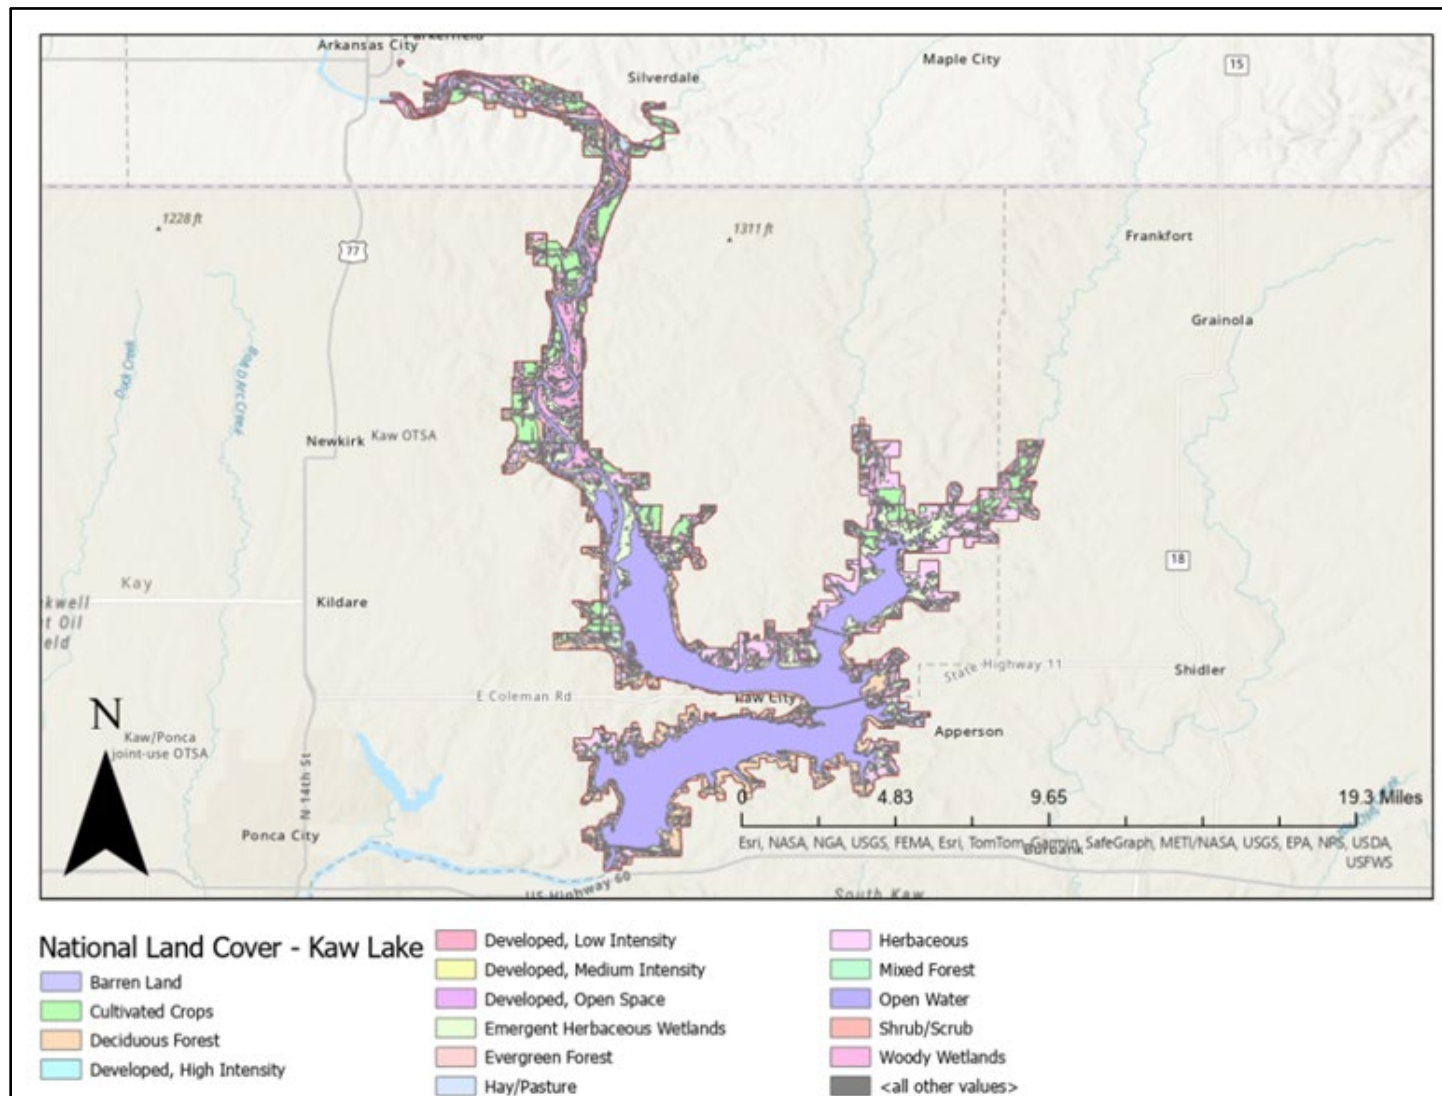 Arkansas City
Parkerfield
Silverdale
Maple City
15
1228 ft
77
1311 ft
Frankfort
Grainola
Duck Creek
Newkirk
Kaw OTSA
18
Kay
Kildare
E Coleman Rd
Kaw City
State Highway 11
Shidler
Apperson
N
Kaw/Ponca
joint-use OTSA
N 14th St
Ponca City
0 4.83 9.65 19.3 Miles
Esri, NASA, NGA, USGS, FEMA, Esri, TomTom, Garmin, SafeGraph, METI/NASA, USGS, EPA, NPS, USDA,
USFWS
Burbank
US Highway 60
South Kaw
National Land Cover - Kaw Lake
Barren Land
Cultivated Crops
Deciduous Forest
Developed, High Intensity
Developed, Low Intensity
Developed, Medium Intensity
Developed, Open Space
Emergent Herbaceous Wetlands
Evergreen Forest
Hay/Pasture
Herbaceous
Mixed Forest
Open Water
Shrub/Scrub
Woody Wetlands
<all other values>